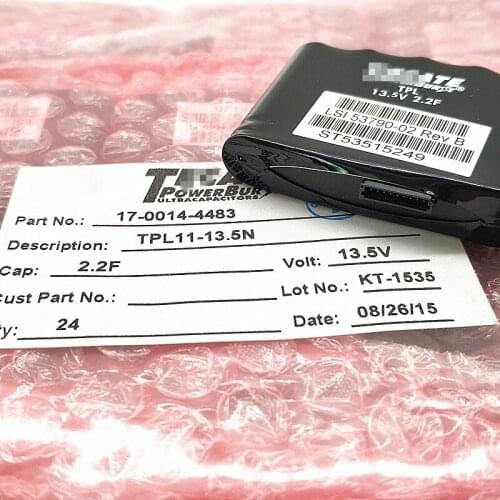 TPL
13.5V 2.2F
LSI 53790-02 Rev B
ST53515249
POWERBUR
ULTRACAPACITORS
Part No.: 17-0014-4483
Description: TPL11-13.5N
Cap: 2.2F Volt: 13.5V
Cust Part No.: Lot No.: KT-1535
y: 24 Date: 08/26/15